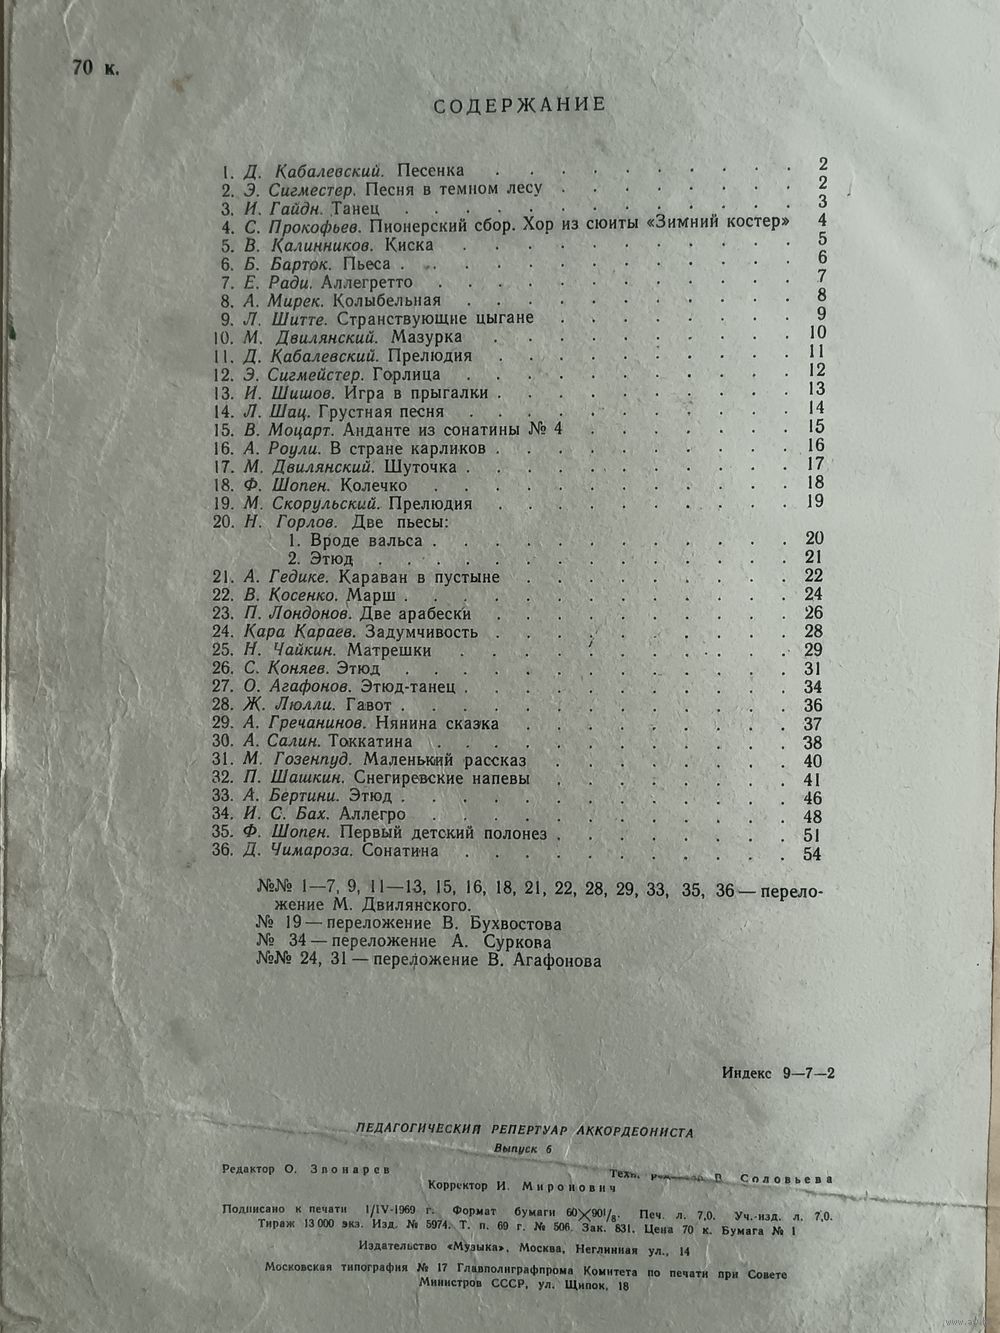 70 к.
СОДЕРЖАНИЕ
1. Д. Кабалевский. Песенка . . . . . . . . . . 2
2. Э. Сигместер. Песня в темном лесу . . . . . . . . 2
3. И. Гайдн. Танец . . . . . . . . . . . . . 3
4. С. Прокофьев. Пионерский сбор. Хор из сюиты «Зимний костер» 4
5. В. Калинников. Киска . . . . . . . . . . . 5
6. Б. Барток. Пьеса . . . . . . . . . . . . . 6
7. Е. Ради. Аллегретто . . . . . . . . . . . . 7
8. А. Мирек. Колыбельная . . . . . . . . . . . 8
9. Л. Шитте. Странствующие цыгане . . . . . . . . 9
10. М. Двилянский. Мазурка . . . . . . . . . . 10
11. Д. Кабалевский. Прелюдия . . . . . . . . . . 11
12. Э. Сигмейстер. Горлица . . . . . . . . . . . 12
13. И. Шишов. Игра в прыгалки . . . . . . . . . . 13
14. Л. Шац. Грустная песня . . . . . . . . . . . 14
15. В. Моцарт. Анданте из сонатины № 4 . . . . . . . 15
16. А. Роули. В стране карликов . . . . . . . . . . 16
17. М. Двилянский. Шуточка . . . . . . . . . . . 17
18. Ф. Шопен. Колечко . . . . . . . . . . . . 18
19. М. Скорульский. Прелюдия . . . . . . . . . . 19
20. Н. Горлов. Две пьесы:
1. Вроде вальса . . . . . . . . . . . . 20
2. Этюд . . . . . . . . . . . . . . 21
21. А. Гедике. Караван в пустыне . . . . . . . . . 22
22. В. Косенко. Марш . . . . . . . . . . . . . 24
23. П. Лондонов. Две арабески . . . . . . . . . . 26
24. Кара Караев. Задумчивость . . . . . . . . . . 28
25. Н. Чайкин. Матрешки . . . . . . . . . . . 29
26. С. Коняев. Этюд . . . . . . . . . . . . . 31
27. О. Агафонов. Этюд-танец . . . . . . . . . . . 34
28. Ж. Люлли. Гавот . . . . . . . . . . . . . 36
29. А. Гречанинов. Нянина сказка . . . . . . . . . 37
30. А. Салин. Токкатина . . . . . . . . . . . . 38
31. М. Гозенпуд. Маленький рассказ . . . . . . . . 40
32. П. Шашкин. Снегиревские напевы . . . . . . . . 41
33. А. Бертини. Этюд . . . . . . . . . . . . . 46
34. И. С. Бах. Аллегро . . . . . . . . . . . . 48
35. Ф. Шопен. Первый детский полонез . . . . . . . . 51
36. Д. Чимароза. Сонатина . . . . . . . . . . . 54
№№ 1—7, 9, 11—13, 15, 16, 18, 21, 22, 28, 29, 33, 35, 36 — перело-
жение М. Двилянского.
№ 19 — переложение В. Бухвостова
№ 34 — переложение А. Суркова
№№ 24, 31 — переложение В. Агафонова
Индекс 9—7—2
ПЕДАГОГИЧЕСКИЙ РЕПЕРТУАР АККОРДЕОНИСТА
Выпуск 6
Редактор О. Звонарев Техн. Соловьева
Корректор И. Миронович
Подписано к печати 1/IV-1969 г. Формат бумаги 60×90¹/₈. Печ. л. 7,0. Уч.-изд. л. 7,0.
Тираж 13 000 экз. Изд. № 5974. Т. п. 69 г. № 506. Зак. 831. Цена 70 к. Бумага № 1
Издательство «Музыка», Москва, Неглинная ул., 14
Московская типография № 17 Главполиграфпрома Комитета по печати при Совете
Министров СССР, ул. Щипок, 18